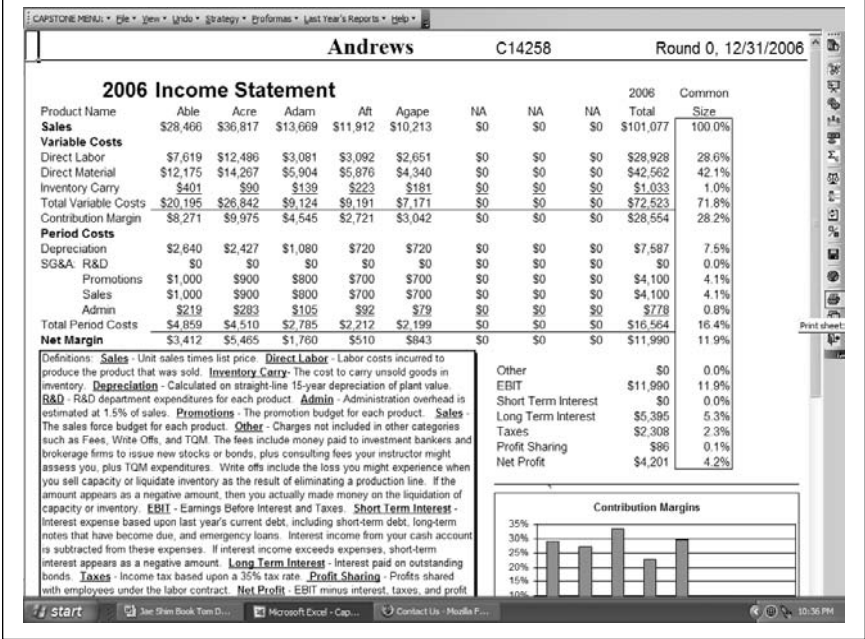 CAPSTONE MENU: File View Undo Strategy Proformas Last Year's Reports Help
Andrews C14258 Round 0, 12/31/2006
2006 Income Statement 2006 Common
Product Name Able Acre Adam Aft Agape NA NA NA Total Size
Sales $28,466 $36,817 $13,669 $11,912 $10,213 $0 $0 $0 $101,077 100.0%
Variable Costs
Direct Labor $7,619 $12,486 $3,081 $3,092 $2,651 $0 $0 $0 $28,928 28.6%
Direct Material $12,175 $14,267 $5,904 $5,876 $4,340 $0 $0 $0 $42,562 42.1%
Inventory Carry $401 $90 $139 $223 $181 $0 $0 $0 $1,033 1.0%
Total Variable Costs $20,195 $26,842 $9,124 $9,191 $7,171 $0 $0 $0 $72,523 71.8%
Contribution Margin $8,271 $9,975 $4,545 $2,721 $3,042 $0 $0 $0 $28,554 28.2%
Period Costs
Depreciation $2,640 $2,427 $1,080 $720 $720 $0 $0 $0 $7,587 7.5%
SG&A: R&D $0 $0 $0 $0 $0 $0 $0 $0 $0 0.0%
Promotions $1,000 $900 $800 $700 $700 $0 $0 $0 $4,100 4.1%
Sales $1,000 $900 $800 $700 $700 $0 $0 $0 $4,100 4.1%
Admin $219 $283 $105 $92 $79 $0 $0 $0 $778 0.8%
Total Period Costs $4,859 $4,510 $2,785 $2,212 $2,199 $0 $0 $0 $16,564 16.4%
Net Margin $3,412 $5,465 $1,760 $510 $843 $0 $0 $0 $11,990 11.9%
Print sheet:
Definitions: Sales - Unit sales times list price. Direct Labor - Labor costs incurred to
produce the product that was sold. Inventory Carry- The cost to carry unsold goods in
inventory. Depreciation - Calculated on straight-line 15-year depreciation of plant value.
R&D - R&D department expenditures for each product. Admin - Administration overhead is
estimated at 1.5% of sales. Promotions - The promotion budget for each product. Sales -
The sales force budget for each product. Other - Charges not included in other categories
such as Fees, Write Offs, and TQM. The fees include money paid to investment bankers and
brokerage firms to issue new stocks or bonds, plus consulting fees your instructor might
assess you, plus TQM expenditures. Write offs include the loss you might experience when
you sell capacity or liquidate inventory as the result of eliminating a production line. If the
amount appears as a negative amount, then you actually made money on the liquidation of
capacity or inventory. EBIT - Earnings Before Interest and Taxes. Short Term Interest -
Interest expense based upon last year's current debt, including short-term debt, long-term
notes that have become due, and emergency loans. Interest income from your cash account
is subtracted from these expenses. If interest income exceeds expenses, short-term
interest appears as a negative amount. Long Term Interest - Interest paid on outstanding
bonds. Taxes - Income tax based upon a 35% tax rate. Profit Sharing - Profits shared
with employees under the labor contract. Net Profit - EBIT minus interest, taxes, and profit
Other $0 0.0%
EBIT $11,990 11.9%
Short Term Interest $0 0.0%
Long Term Interest $5,395 5.3%
Taxes $2,308 2.3%
Profit Sharing $86 0.1%
Net Profit $4,201 4.2%
Contribution Margins
35%
30%
25%
20%
15%
10%
start Jae Shim Book Tom D... Microsoft Excel - Cap... Contact Us - Mozilla F... 10:36 PM